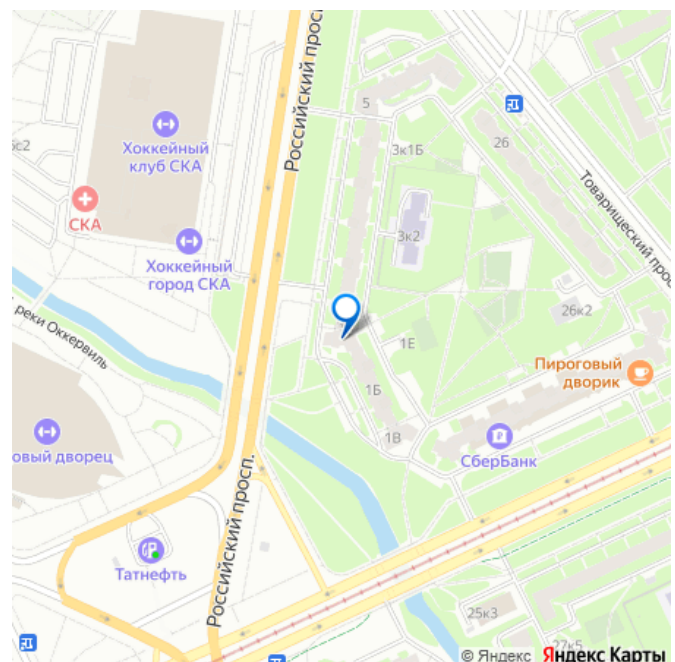 Российский просп
5
Хоккейный
клуб СКА
26
3к1Б
СКА
3к2
Товарищеский прос
Хоккейный
город СКА
26к2
реки Оккервиль
1Е
Пироговый
дворик
1Б
1В
СберБанк
овый дворец
Российский просп.
Татнефть
25к3
27к5
© Яндекс Яндекс Карты